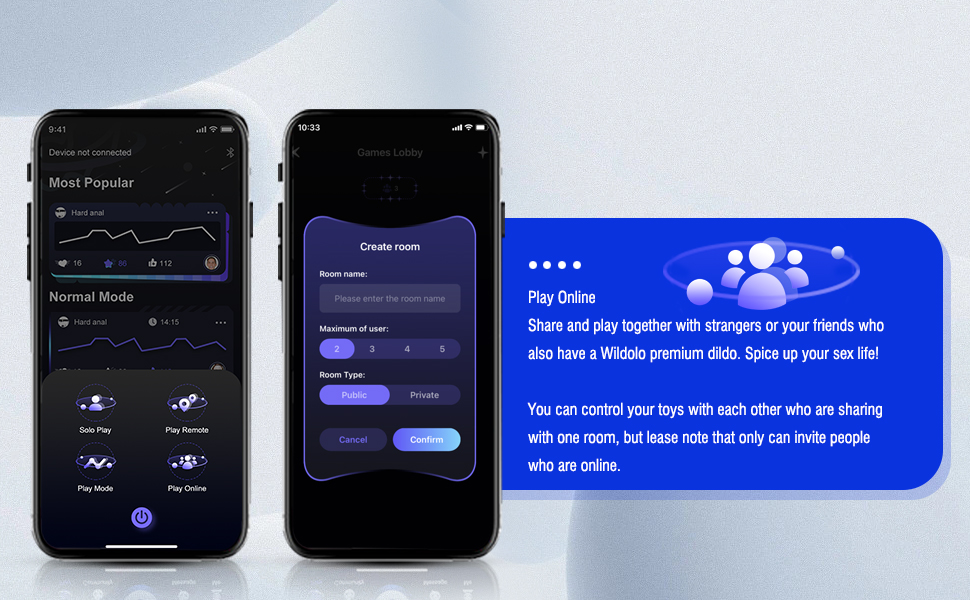 9:41
Device not connected
Most Popular
Hard anal
16
86
112
Normal Mode
Hard anal
14:15
Solo Play
Play Remote
Play Mode
Play Online
10:33
Games Lobby
Create room
Room name:
Please enter the room name
Maximum of user:
2 3 4 5
Room Type:
Public Private
Cancel Confirm
Play Online
Share and play together with strangers or your friends who
also have a Wildolo premium dildo. Spice up your sex life!
You can control your toys with each other who are sharing
with one room, but lease note that only can invite people
who are online.